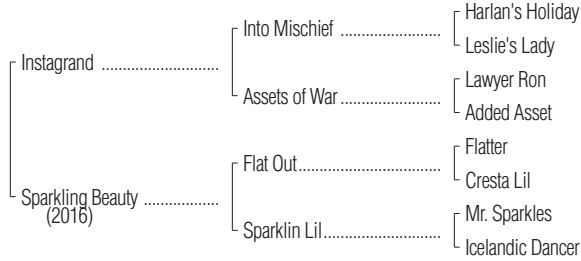 Harlan's Holiday
Into Mischief
Leslie's Lady
Instagrand
Lawyer Ron
Assets of War
Added Asset
Flatter
Flat Out
Cresta Lil
Sparkling Beauty
(2016)
Mr. Sparkles
Sparklin Lil
Icelandic Dancer